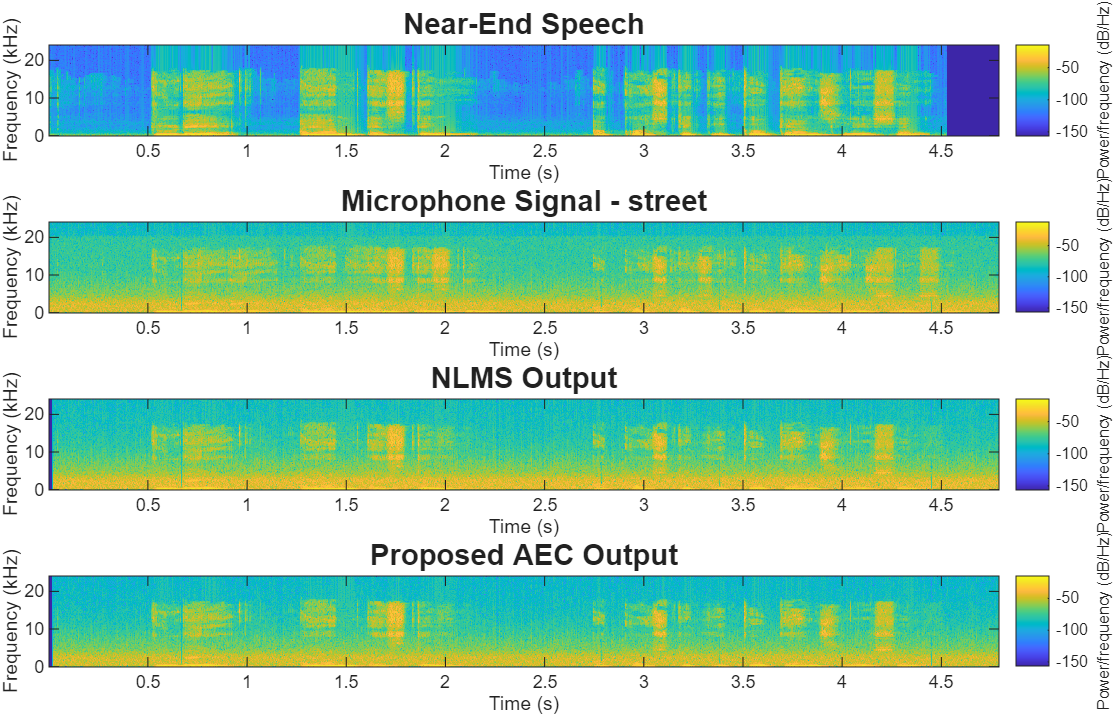 Near-End Speech
Frequency (kHz)
20
10
0
0.5 1 1.5 2 2.5 3 3.5 4 4.5
Time (s)
-50
-100
-150
Power/frequency (dB/Hz)
Microphone Signal - street
Frequency (kHz)
20
10
0
0.5 1 1.5 2 2.5 3 3.5 4 4.5
Time (s)
-50
-100
-150
Power/frequency (dB/Hz)
NLMS Output
Frequency (kHz)
20
10
0
0.5 1 1.5 2 2.5 3 3.5 4 4.5
Time (s)
-50
-100
-150
Power/frequency (dB/Hz)
Proposed AEC Output
Frequency (kHz)
20
10
0
0.5 1 1.5 2 2.5 3 3.5 4 4.5
Time (s)
-50
-100
-150
Power/frequency (dB/Hz)